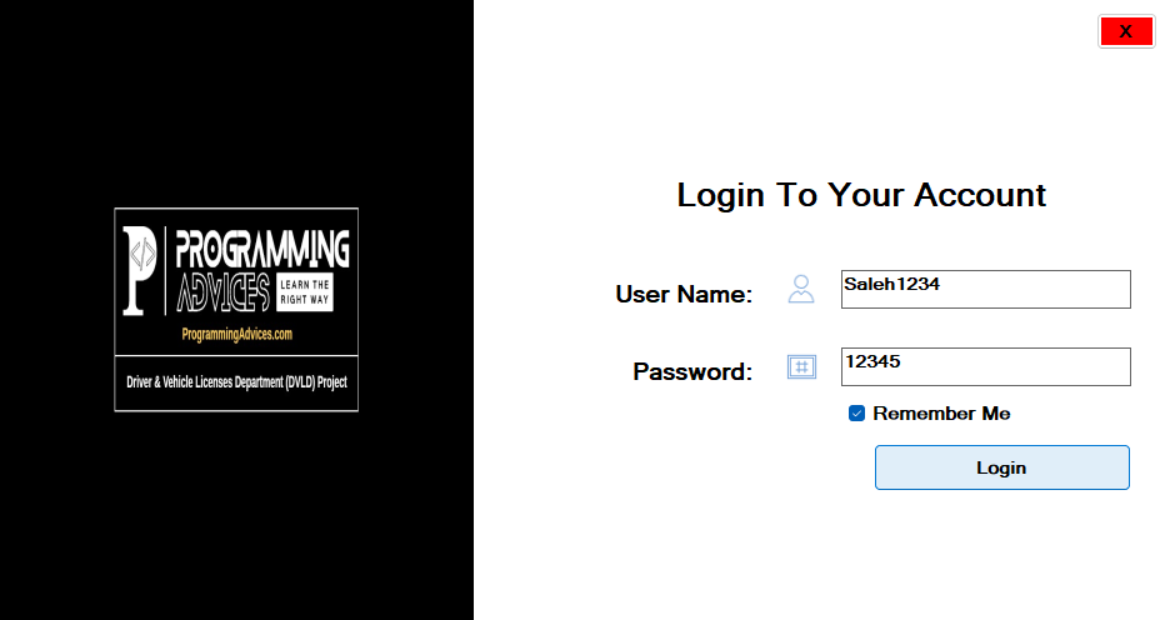 PROGRAMMING
ADVICES LEARN THE RIGHT WAY
ProgrammingAdvices.com
Driver & Vehicle Licenses Department (DVLD) Project
X
Login To Your Account
User Name: Saleh1234
Password: 12345
Remember Me
Login